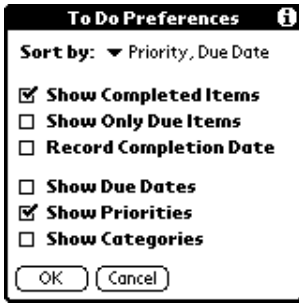 To Do Preferences
Sort by: Priority, Due Date
Show Completed Items
Show Only Due Items
Record Completion Date
Show Due Dates
Show Priorities
Show Categories
OK Cancel